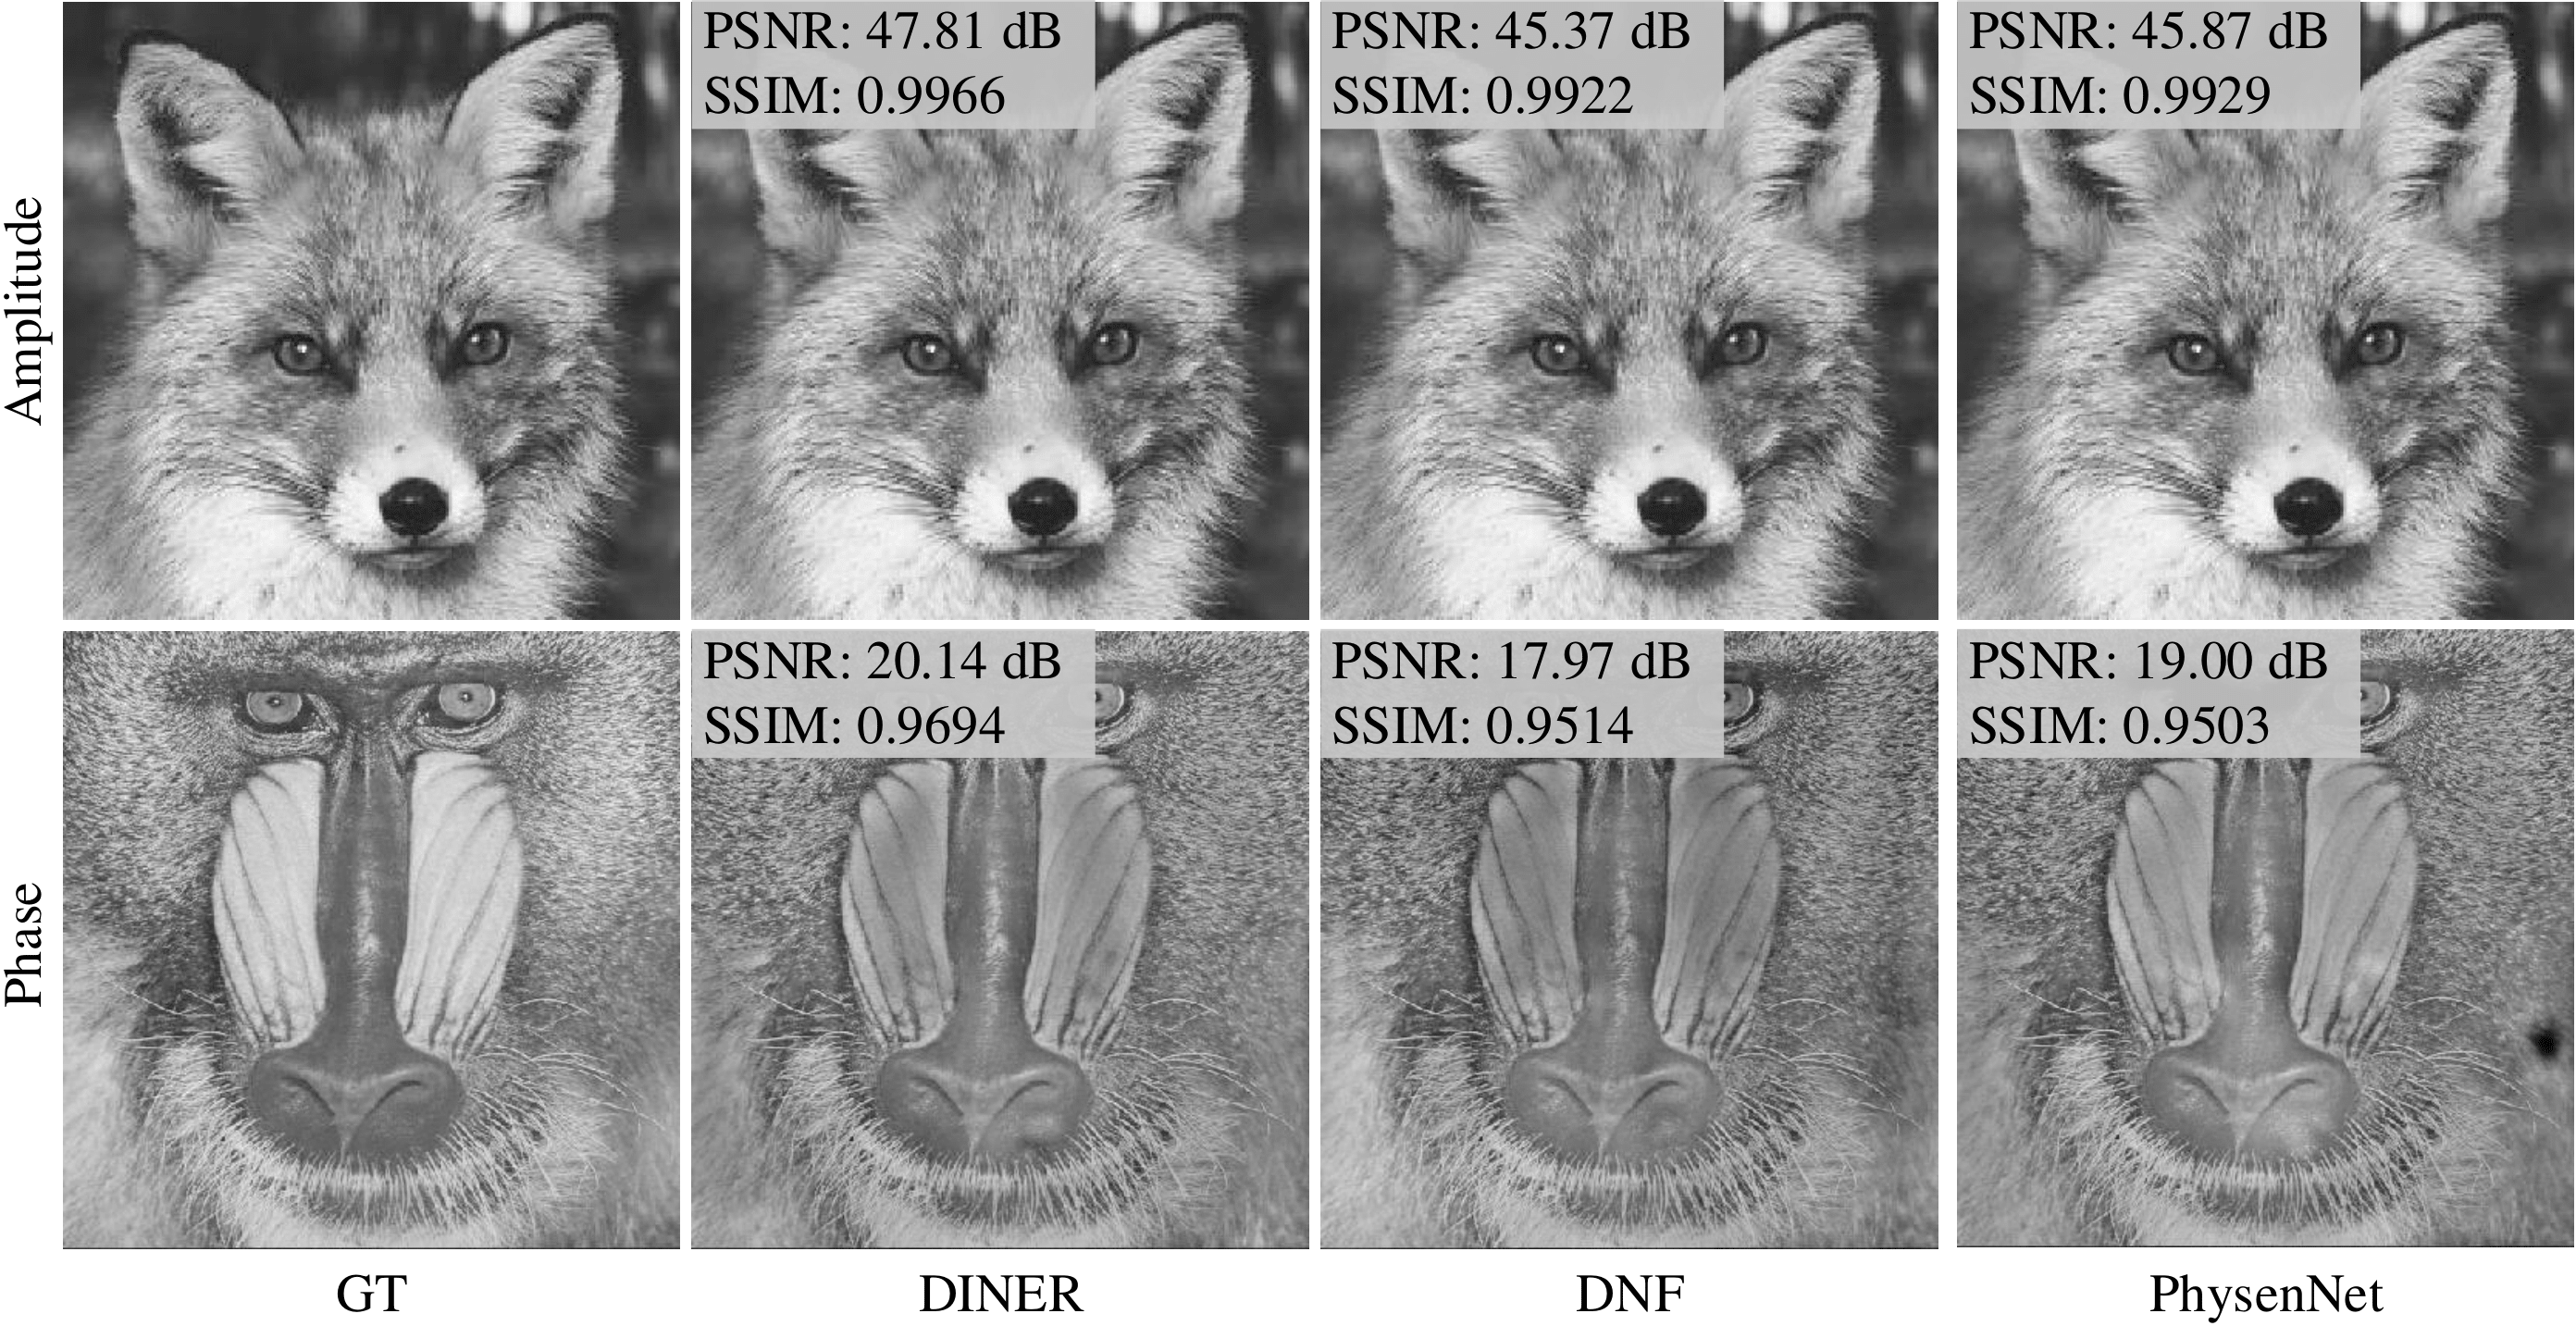 Amplitude
PSNR: 47.81 dB
SSIM: 0.9966
PSNR: 45.37 dB
SSIM: 0.9922
PSNR: 45.87 dB
SSIM: 0.9929
Phase
PSNR: 20.14 dB
SSIM: 0.9694
PSNR: 17.97 dB
SSIM: 0.9514
PSNR: 19.00 dB
SSIM: 0.9503
GT
DINER
DNF
PhysenNet